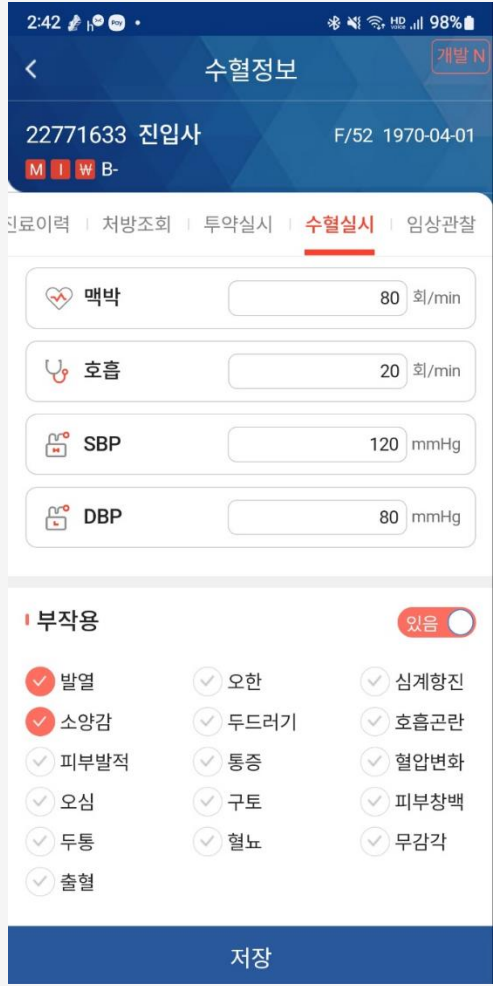 2:42 Pay • HD VOICE 98%
개발 N
수혈정보
22771633 진입사 F/52 1970-04-01
M I W B-
진료이력 처방조회 투약실시 수혈실시 임상관찰
맥박 80 회/min
호흡 20 회/min
SBP 120 mmHg
DBP 80 mmHg
부작용 있음
발열 오한 심계항진
소양감 두드러기 호흡곤란
피부발적 통증 혈압변화
오심 구토 피부창백
두통 혈뇨 무감각
출혈
저장